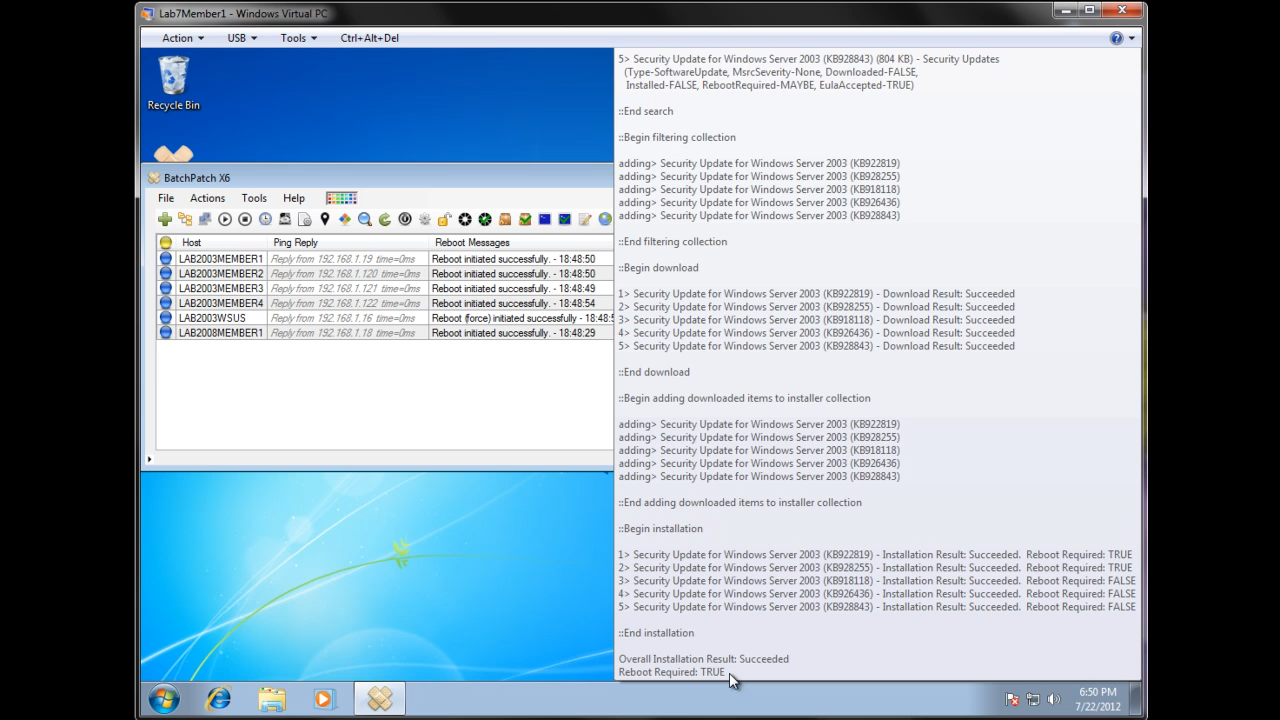 Lab7Member1 - Windows Virtual PC
Action USB Tools Ctrl+Alt+Del
Recycle Bin
BatchPatch X6
File Actions Tools Help
Host Ping Reply Reboot Messages
LAB2003MEMBER1 Reply from 192.168.1.19 time=0ms Reboot initiated successfully. - 18:48:50
LAB2003MEMBER2 Reply from 192.168.1.120 time=0ms Reboot initiated successfully. - 18:48:50
LAB2003MEMBER3 Reply from 192.168.1.121 time=0ms Reboot initiated successfully. - 18:48:49
LAB2003MEMBER4 Reply from 192.168.1.122 time=0ms Reboot initiated successfully. - 18:48:54
LAB2003WSUS Reply from 192.168.1.16 time=0ms Reboot (force) initiated successfully - 18:48:5
LAB2008MEMBER1 Reply from 192.168.1.18 time=0ms Reboot initiated successfully. - 18:48:29
5> Security Update for Windows Server 2003 (KB928843) (804 KB) - Security Updates
(Type-SoftwareUpdate, MsrcSeverity-None, Downloaded-FALSE,
Installed-FALSE, RebootRequired-MAYBE, EulaAccepted-TRUE)
::End search
::Begin filtering collection
adding> Security Update for Windows Server 2003 (KB922819)
adding> Security Update for Windows Server 2003 (KB928255)
adding> Security Update for Windows Server 2003 (KB918118)
adding> Security Update for Windows Server 2003 (KB926436)
adding> Security Update for Windows Server 2003 (KB928843)
::End filtering collection
::Begin download
1> Security Update for Windows Server 2003 (KB922819) - Download Result: Succeeded
2> Security Update for Windows Server 2003 (KB928255) - Download Result: Succeeded
3> Security Update for Windows Server 2003 (KB918118) - Download Result: Succeeded
4> Security Update for Windows Server 2003 (KB926436) - Download Result: Succeeded
5> Security Update for Windows Server 2003 (KB928843) - Download Result: Succeeded
::End download
::Begin adding downloaded items to installer collection
adding> Security Update for Windows Server 2003 (KB922819)
adding> Security Update for Windows Server 2003 (KB928255)
adding> Security Update for Windows Server 2003 (KB918118)
adding> Security Update for Windows Server 2003 (KB926436)
adding> Security Update for Windows Server 2003 (KB928843)
::End adding downloaded items to installer collection
::Begin installation
1> Security Update for Windows Server 2003 (KB922819) - Installation Result: Succeeded. Reboot Required: TRUE
2> Security Update for Windows Server 2003 (KB928255) - Installation Result: Succeeded. Reboot Required: TRUE
3> Security Update for Windows Server 2003 (KB918118) - Installation Result: Succeeded. Reboot Required: FALSE
4> Security Update for Windows Server 2003 (KB926436) - Installation Result: Succeeded. Reboot Required: FALSE
5> Security Update for Windows Server 2003 (KB928843) - Installation Result: Succeeded. Reboot Required: FALSE
::End installation
Overall Installation Result: Succeeded
Reboot Required: TRUE
6:50 PM
7/22/2012